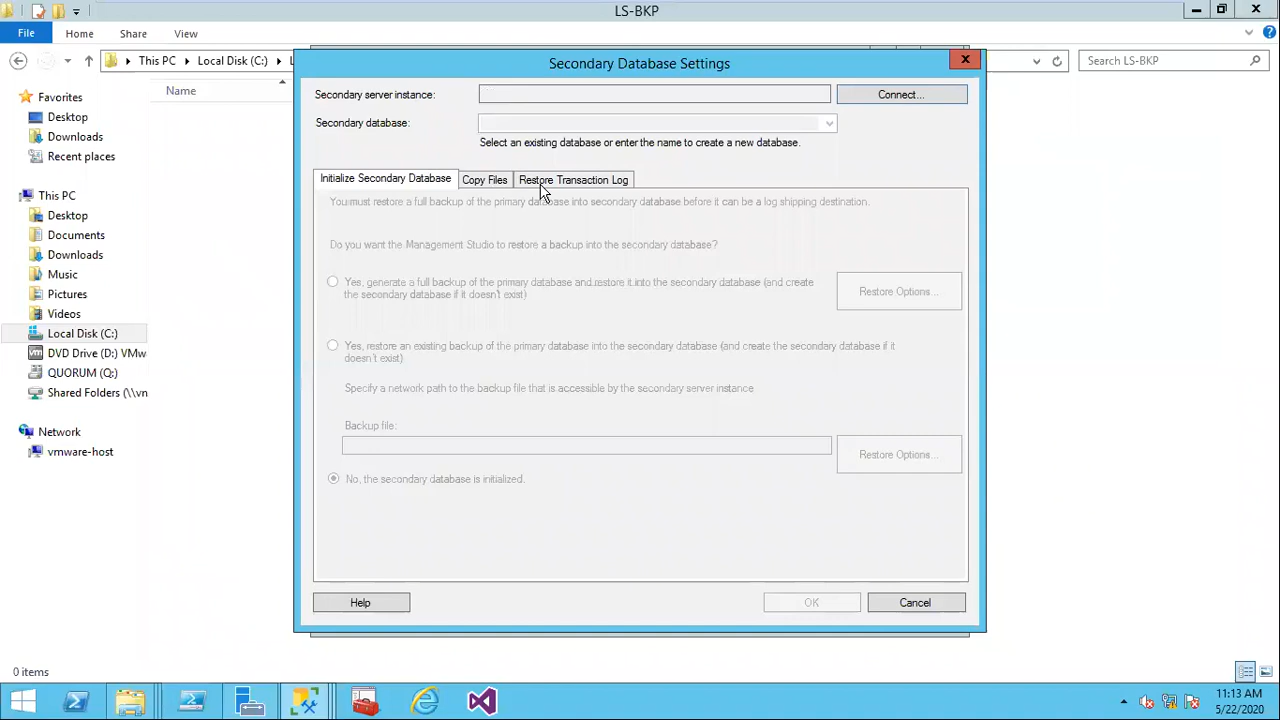 LS-BKP
File
Home
Share
View
This PC
Local Disk (C:)
Search LS-BKP
Favorites
Desktop
Downloads
Recent places
This PC
Desktop
Documents
Downloads
Music
Pictures
Videos
Local Disk (C:)
DVD Drive (D:) VMw
QUORUM (Q:)
Shared Folders (\\vn
Network
vmware-host
Name
Secondary Database Settings
Secondary server instance:
Connect...
Secondary database:
Select an existing database or enter the name to create a new database.
Initialize Secondary Database
Copy Files
Restore Transaction Log
You must restore a full backup of the primary database into secondary database before it can be a log shipping destination.
Do you want the Management Studio to restore a backup into the secondary database?
Yes, generate a full backup of the primary database and restore it into the secondary database (and create
the secondary database if it doesn't exist)
Restore Options...
Yes, restore an existing backup of the primary database into the secondary database (and create the secondary database if it
doesn't exist)
Specify a network path to the backup file that is accessible by the secondary server instance
Backup file:
Restore Options...
No, the secondary database is initialized.
Help
OK
Cancel
0 items
11:13 AM
5/22/2020